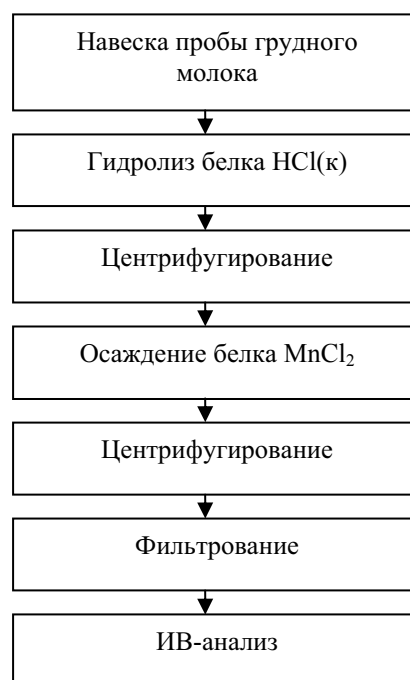 Навеска пробы грудного
молока
Гидролиз белка HCl(к)
Центрифугирование
Осаждение белка MnCl₂
Центрифугирование
Фильтрование
ИВ-анализ